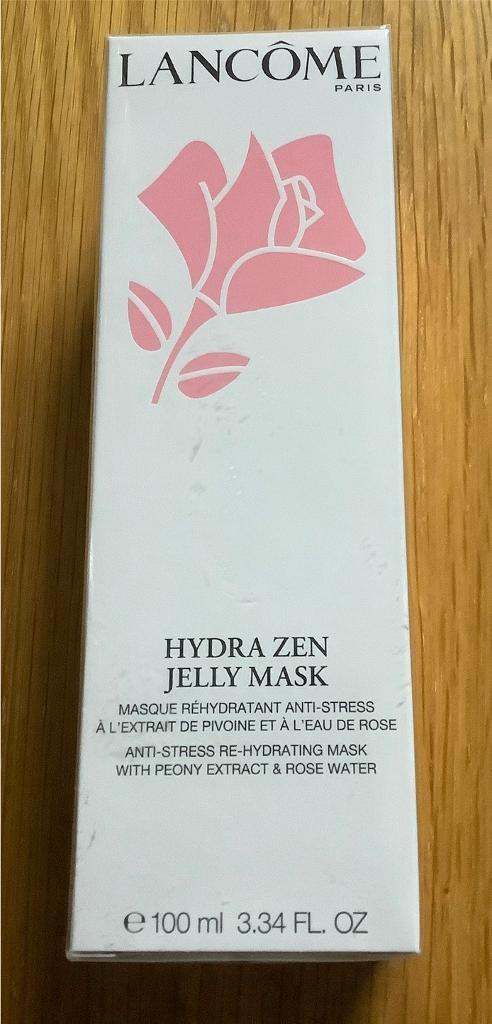 LANCÔME
PARIS
HYDRA ZEN
JELLY MASK
MASQUE RÉHYDRATANT ANTI-STRESS
À L'EXTRAIT DE PIVOINE ET À L'EAU DE ROSE
ANTI-STRESS RE-HYDRATING MASK
WITH PEONY EXTRACT & ROSE WATER
℮ 100 ml 3.34 FL. OZ